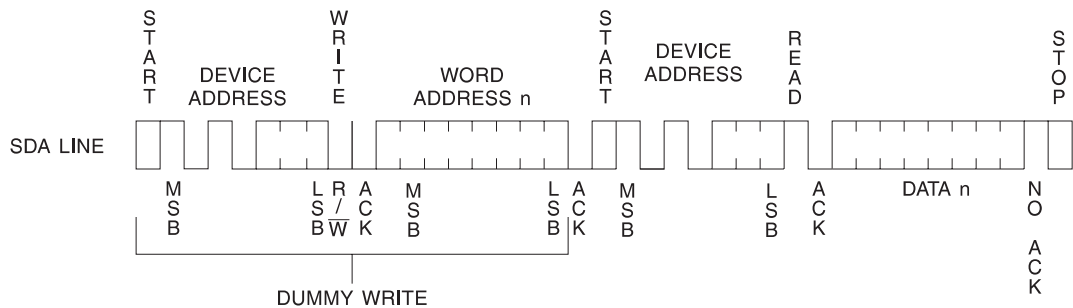 START
DEVICE
ADDRESS
WRITE
WORD
ADDRESS n
START
DEVICE
ADDRESS
READ
STOP
SDA LINE
MSB
LSB
R/W
ACK
MSB
LSB
ACK
MSB
LSB
ACK
DATA n
NO ACK
DUMMY WRITE